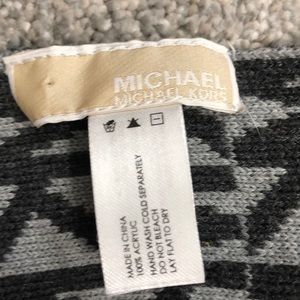 MICHAEL
MICHAEL KORS
MADE IN CHINA
100% ACRYLIC
HAND WASH COLD SEPARATELY
DO NOT BLEACH
LAY FLAT TO DRY